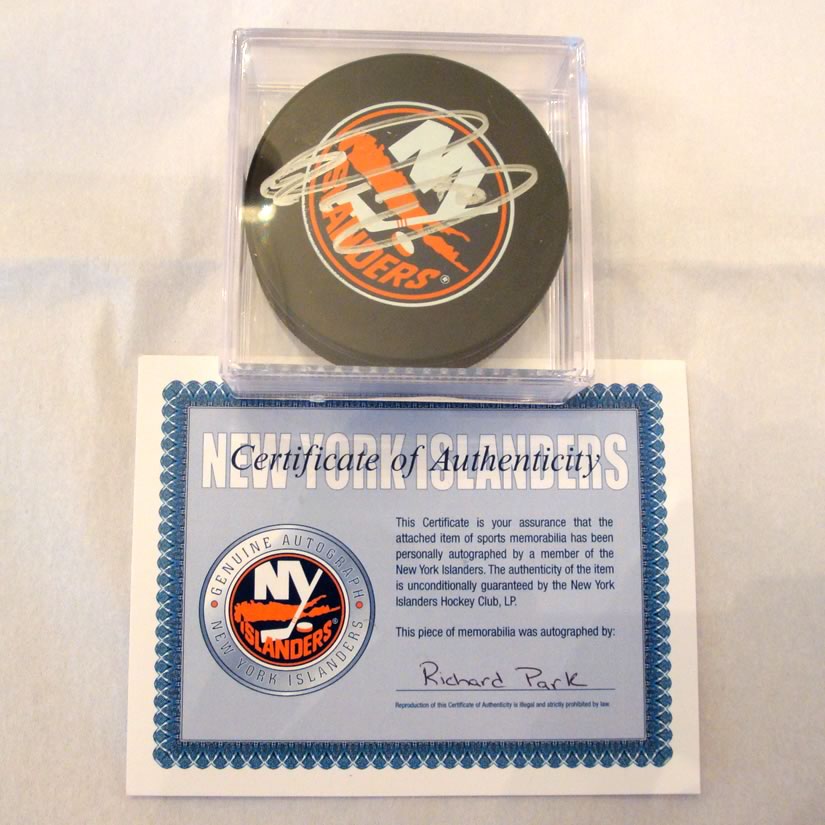 NY
ISLANDERS®
NEW YORK ISLANDERS
Certificate of Authenticity
This Certificate is your assurance that the
attached item of sports memorabilia has been
personally autographed by a member of the
New York Islanders. The authenticity of the item
is unconditionally guaranteed by the New York
Islanders Hockey Club, LP.
This piece of memorabilia was autographed by:
Richard Park
Reproduction of this Certificate of Authenticity is illegal and strictly prohibited by law.
GENUINE AUTOGRAPH
NY
ISLANDERS®
NEW YORK ISLANDERS